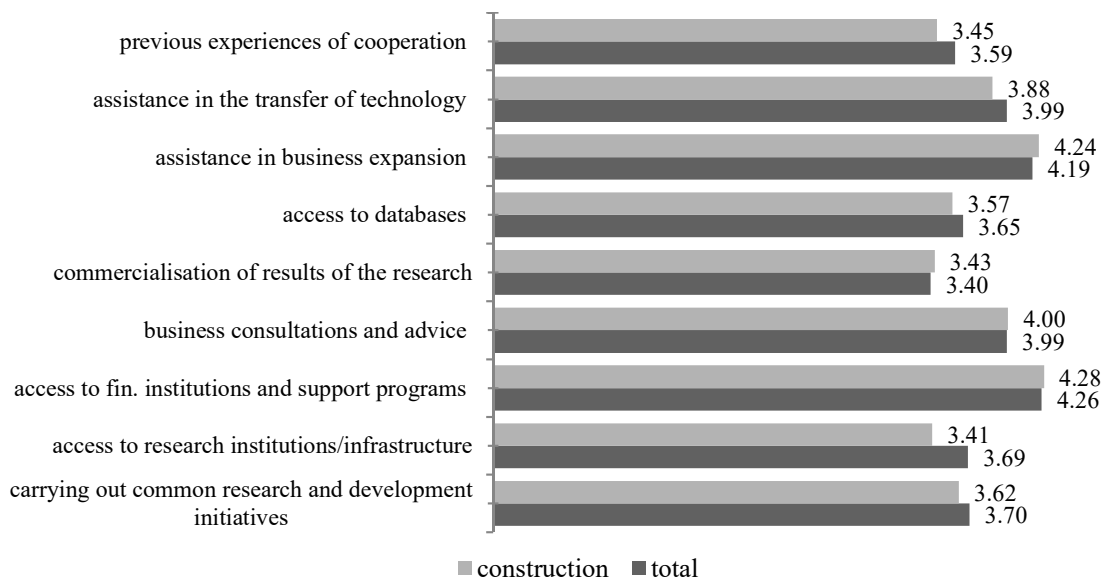 previous experiences of cooperation
3.45
3.59
assistance in the transfer of technology
3.88
3.99
assistance in business expansion
4.24
4.19
access to databases
3.57
3.65
commercialisation of results of the research
3.43
3.40
business consultations and advice
4.00
3.99
access to fin. institutions and support programs
4.28
4.26
access to research institutions/infrastructure
3.41
3.69
carrying out common research and development
initiatives
3.62
3.70
construction
total